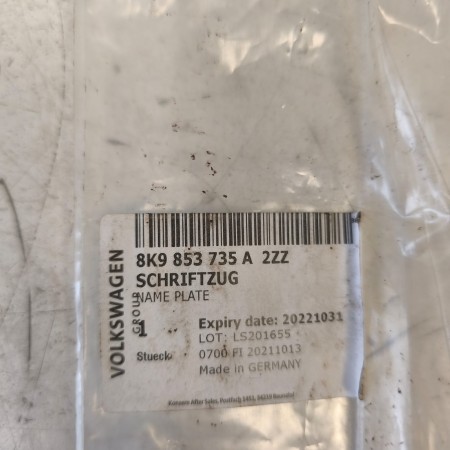 8K9 853 735 A 2ZZ
SCHRIFTZUG
NAME PLATE
VOLKSWAGEN
GROUP
1
Stueck
Expiry date: 20221031
LOT: LS201655
0700 FI 20211013
Made in GERMANY